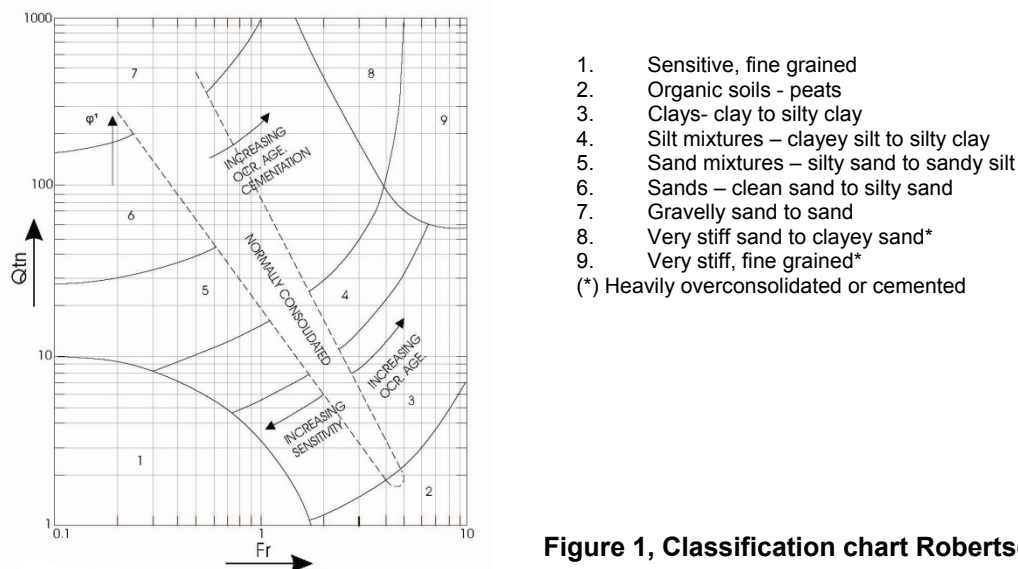 1000
100
10
1
0.1
1
10
Qtn
Fr
7
8
9
φ'
INCREASING
OCR, AGE,
CEMENTATION
6
5
NORMALLY CONSOLIDATED
4
INCREASING
OCR, AGE,
3
INCREASING
SENSITIVITY
1
2
1. Sensitive, fine grained
2. Organic soils - peats
3. Clays- clay to silty clay
4. Silt mixtures – clayey silt to silty clay
5. Sand mixtures – silty sand to sandy silt
6. Sands – clean sand to silty sand
7. Gravelly sand to sand
8. Very stiff sand to clayey sand*
9. Very stiff, fine grained*
(*) Heavily overconsolidated or cemented
Figure 1, Classification chart Roberts